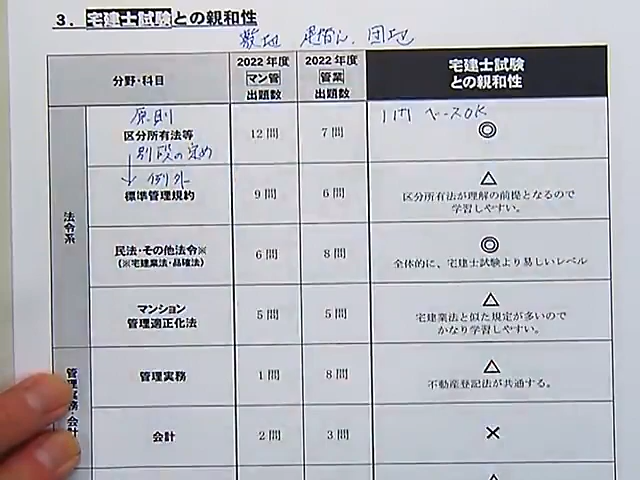 3. 宅建士試験との親和性
敷地 団地
分野・科目
2022年度
マン管
出題数
2022年度
管業
出題数
宅建士試験
との親和性
法令系
原則
区分所有法等
12問
7問
1問 ベースOK
◎
↓別段の定め
↓例外
標準管理規約
9問
6問
△
区分所有法が理解の前提となるので
学習しやすい。
民法・その他法令※
(※宅建業法・品確法)
6問
8問
◎
全体的に、宅建士試験より易しいレベル
マンション
管理適正化法
5問
5問
△
宅建業法と似た規定が多いので
かなり学習しやすい。
管理実務・会計
管理実務
1問
8問
△
不動産登記法が共通する。
会計
2問
3問
×